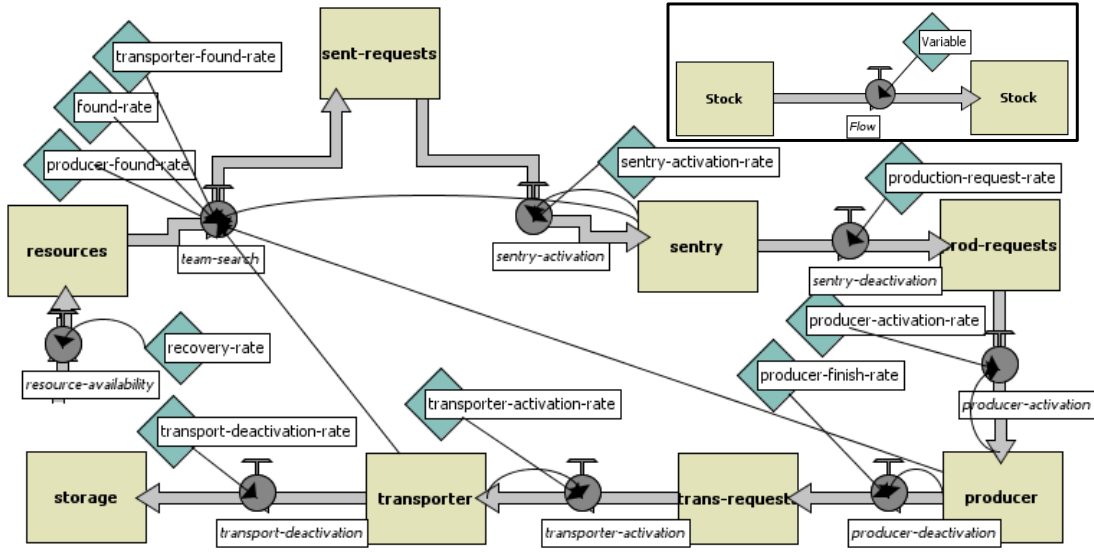 transporter-found-rate
found-rate
producer-found-rate
sent-requests
Variable
Stock
Stock
Flow
sentry-activation-rate
production-request-rate
resources
team-search
sentry-activation
sentry
rod-requests
sentry-deactivation
recovery-rate
resource-availability
producer-activation-rate
producer-finish-rate
producer-activation
transporter-activation-rate
transport-deactivation-rate
storage
transporter
trans-requests
producer
transport-deactivation
transporter-activation
producer-deactivation